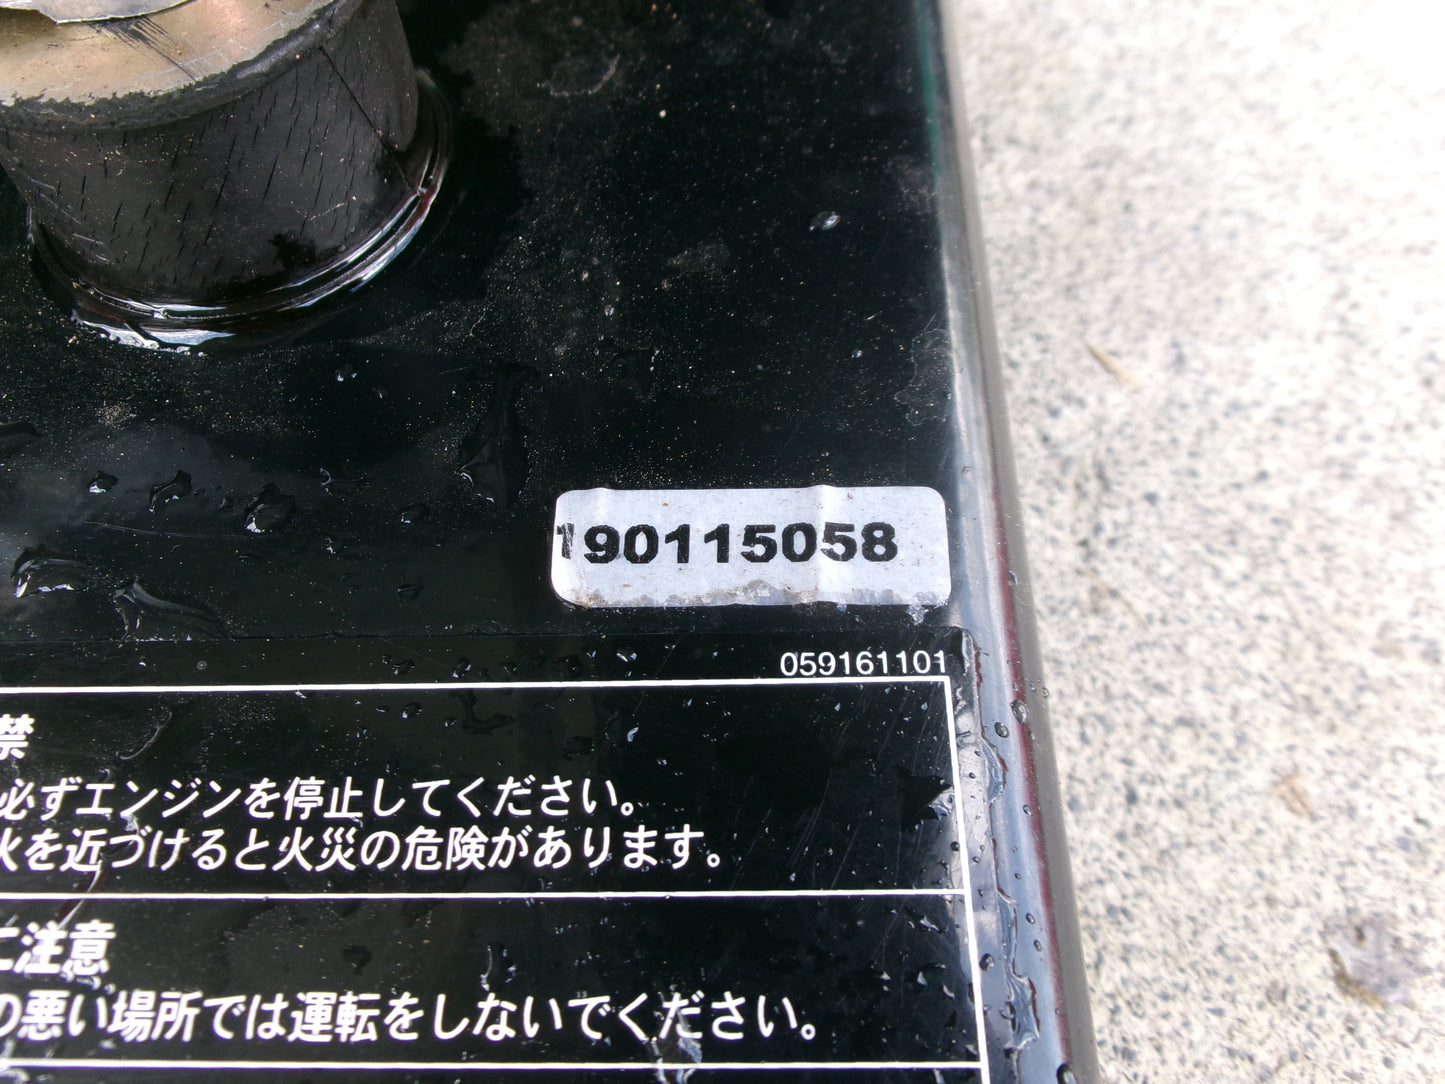 190115058
059161101
禁
必ずエンジンを停止してください。
火を近づけると火災の危険があります。
に注意
の悪い場所では運転をしないでください。